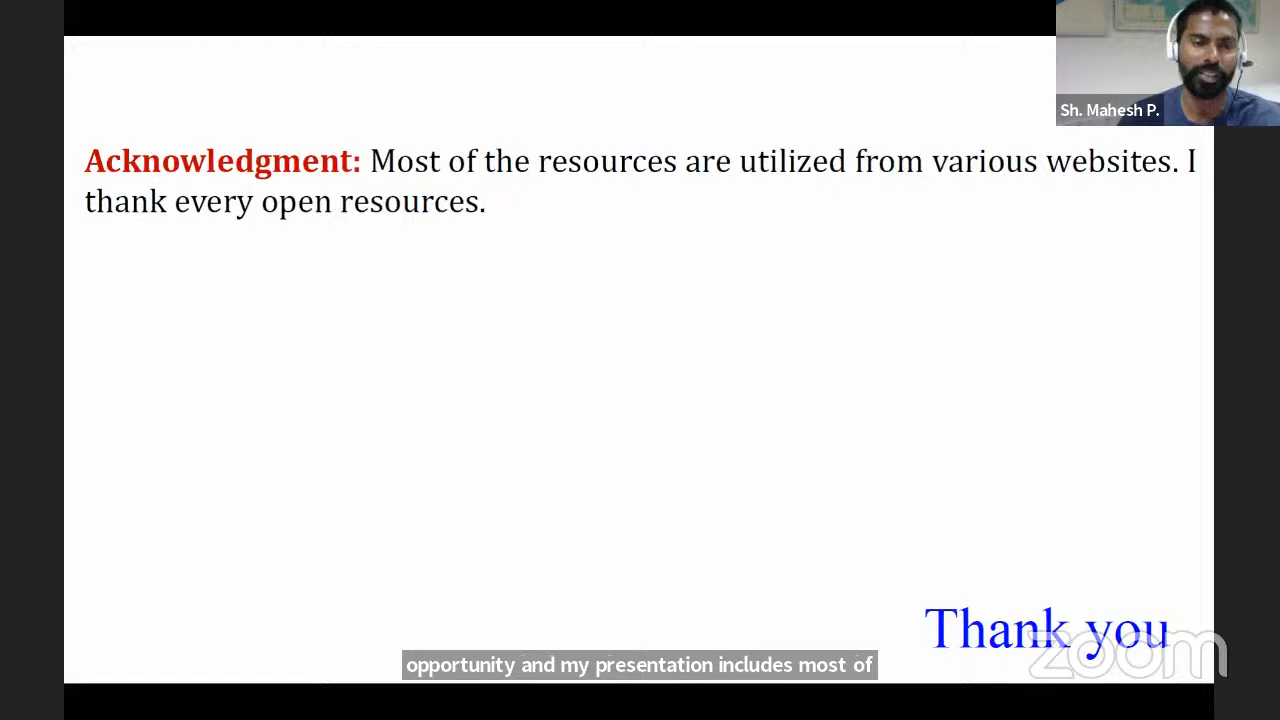 Sh. Mahesh P.
Acknowledgment: Most of the resources are utilized from various websites. I
thank every open resources.
Thank you
opportunity and my presentation includes most of
zoom